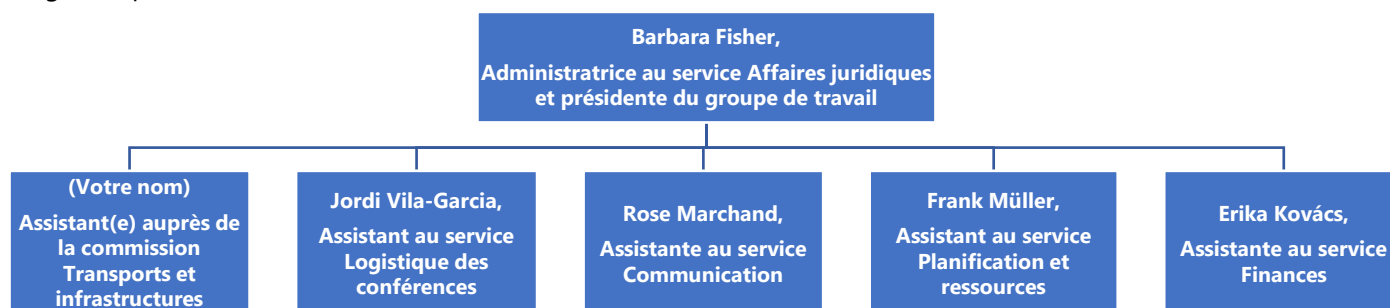 Barbara Fisher,
Administratrice au service Affaires juridiques
et présidente du groupe de travail
(Votre nom)
Assistant(e) auprès de
la commission
Transports et
infrastructures
Jordi Vila-Garcia,
Assistant au service
Logistique des
conférences
Rose Marchand,
Assistante au service
Communication
Frank Müller,
Assistant au service
Planification et
ressources
Erika Kovács,
Assistante au service
Finances